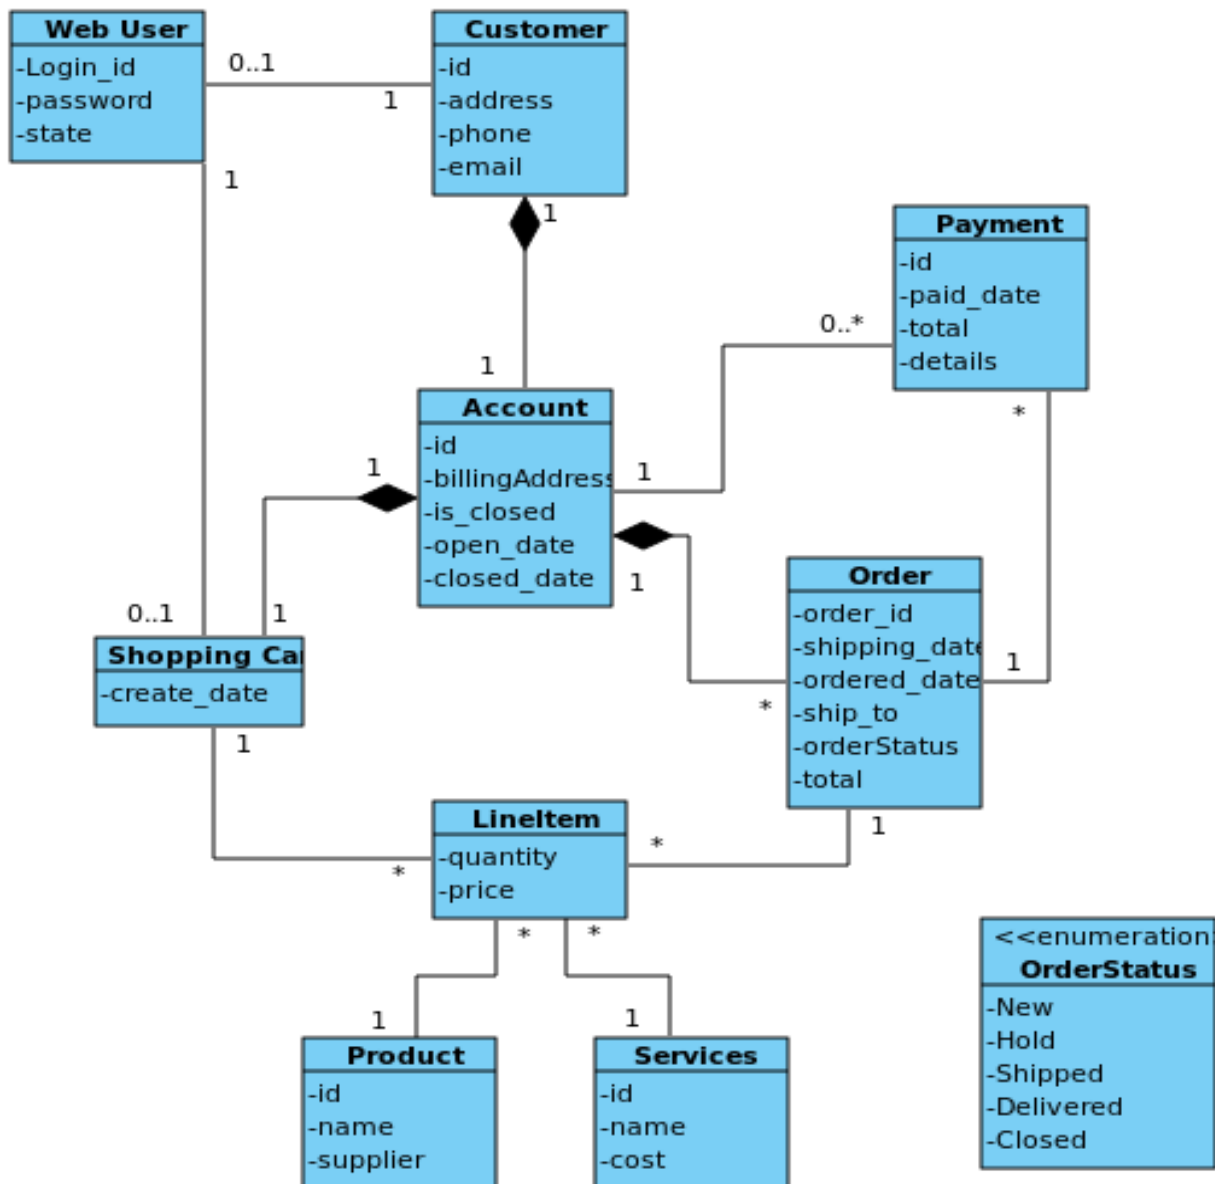 Web User
-Login_id
-password
-state
Customer
-id
-address
-phone
-email
0..1
1
1
1
Payment
-id
-paid_date
-total
-details
0..*
*
1
Account
-id
-billingAddress
-is_closed
-open_date
-closed_date
1
1
1
Order
-order_id
-shipping_date
-ordered_date
-ship_to
-orderStatus
-total
1
*
1
0..1
1
Shopping Car
-create_date
1
*
LineItem
-quantity
-price
*
*
*
1
Product
-id
-name
-supplier
1
Services
-id
-name
-cost
<<enumeration>
OrderStatus
-New
-Hold
-Shipped
-Delivered
-Closed